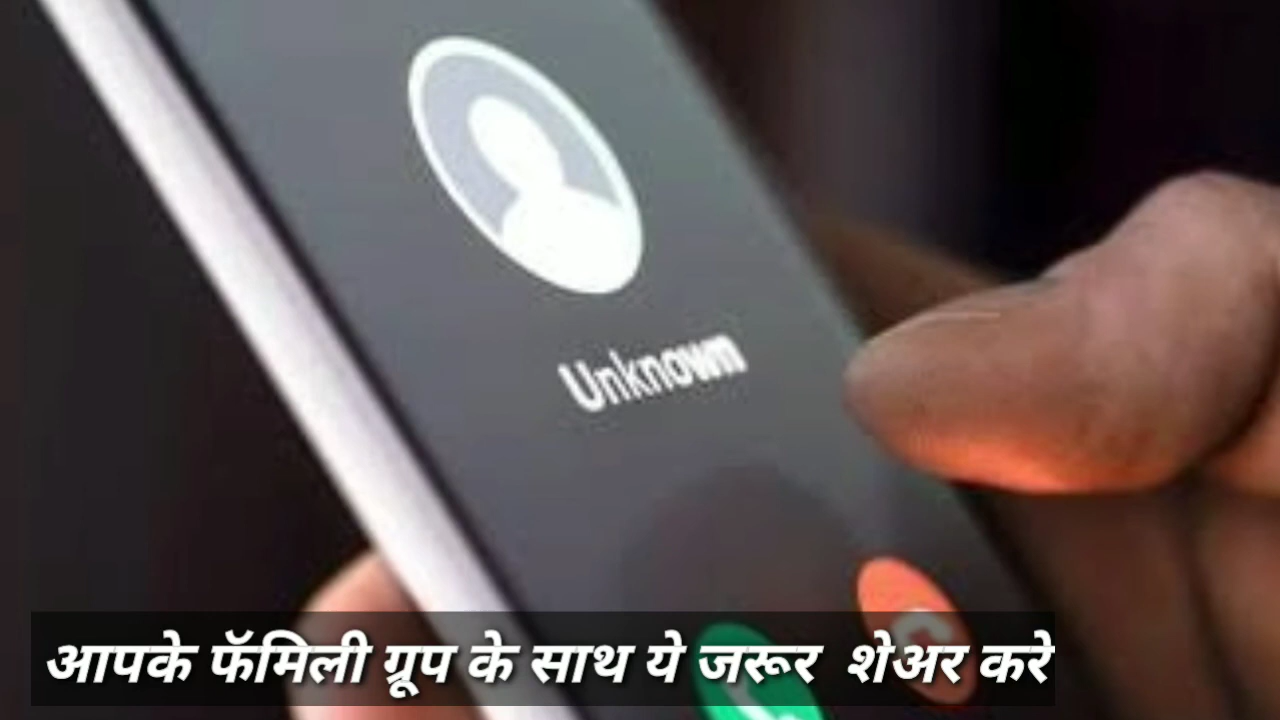 Unknown
आपके फॅमिली ग्रूप के साथ ये जरूर शेअर करे